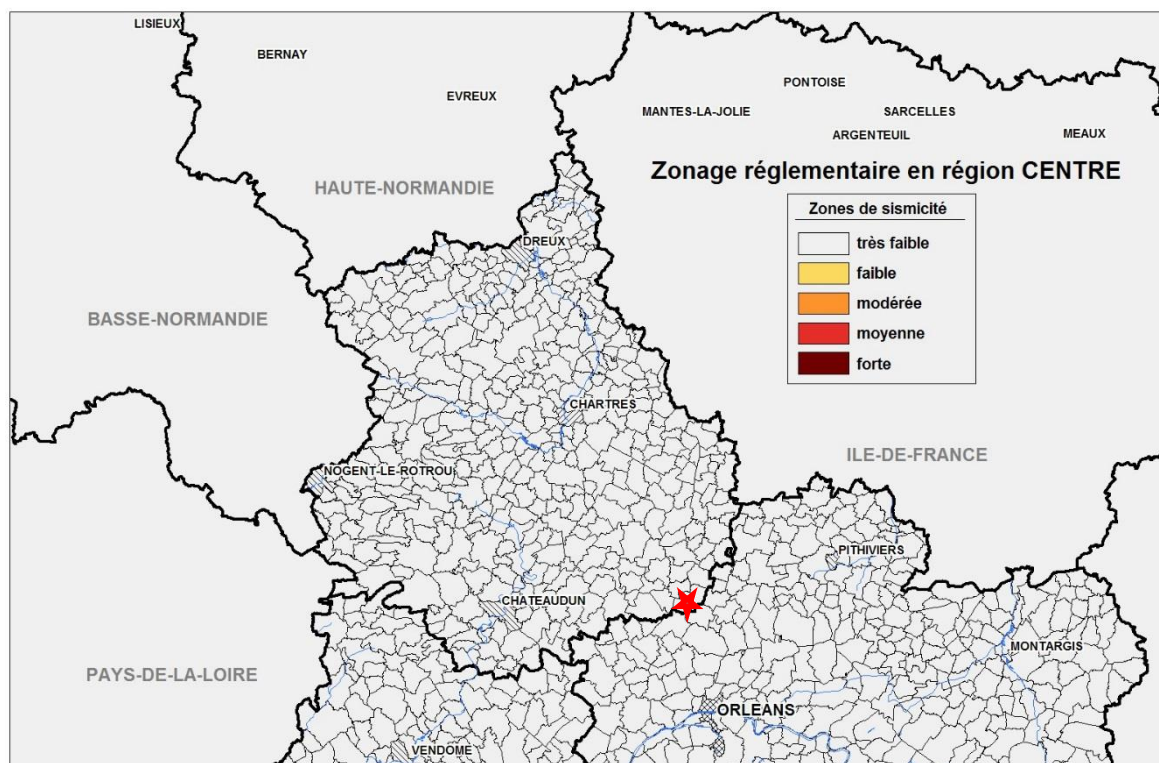 LISIEUX
BERNAY
EVREUX
PONTOISE
MANTES-LA-JOLIE
SARCELLES
ARGENTEUIL
MEAUX
Zonage réglementaire en région CENTRE
HAUTE-NORMANDIE
Zones de sismicité
très faible
faible
modérée
moyenne
forte
DREUX
BASSE-NORMANDIE
CHARTRES
ILE-DE-FRANCE
NOGENT-LE-ROTROU
PITHIVIERS
CHATEAUDUN
MONTARGIS
PAYS-DE-LA-LOIRE
ORLEANS
VENDOME